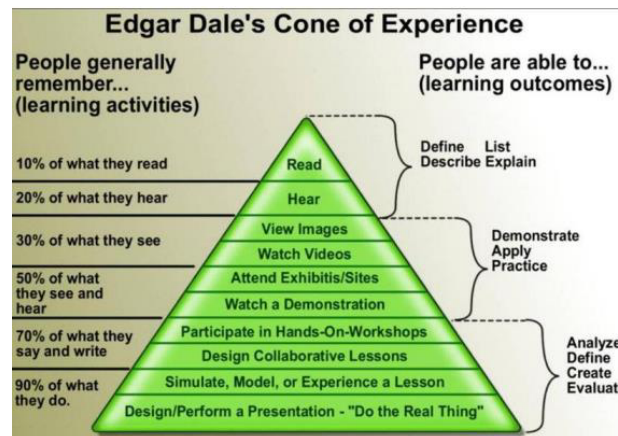 Edgar Dale's Cone of Experience
People generally
remember...
(learning activities)
People are able to...
(learning outcomes)
10% of what they read
20% of what they hear
30% of what they see
50% of what
they see and
hear
70% of what they
say and write
90% of what
they do.
Read
Hear
View Images
Watch Videos
Attend Exhibitis/Sites
Watch a Demonstration
Participate in Hands-On-Workshops
Design Collaborative Lessons
Simulate, Model, or Experience a Lesson
Design/Perform a Presentation - "Do the Real Thing"
Define List
Describe Explain
Demonstrate
Apply
Practice
Analyze
Define
Create
Evaluat